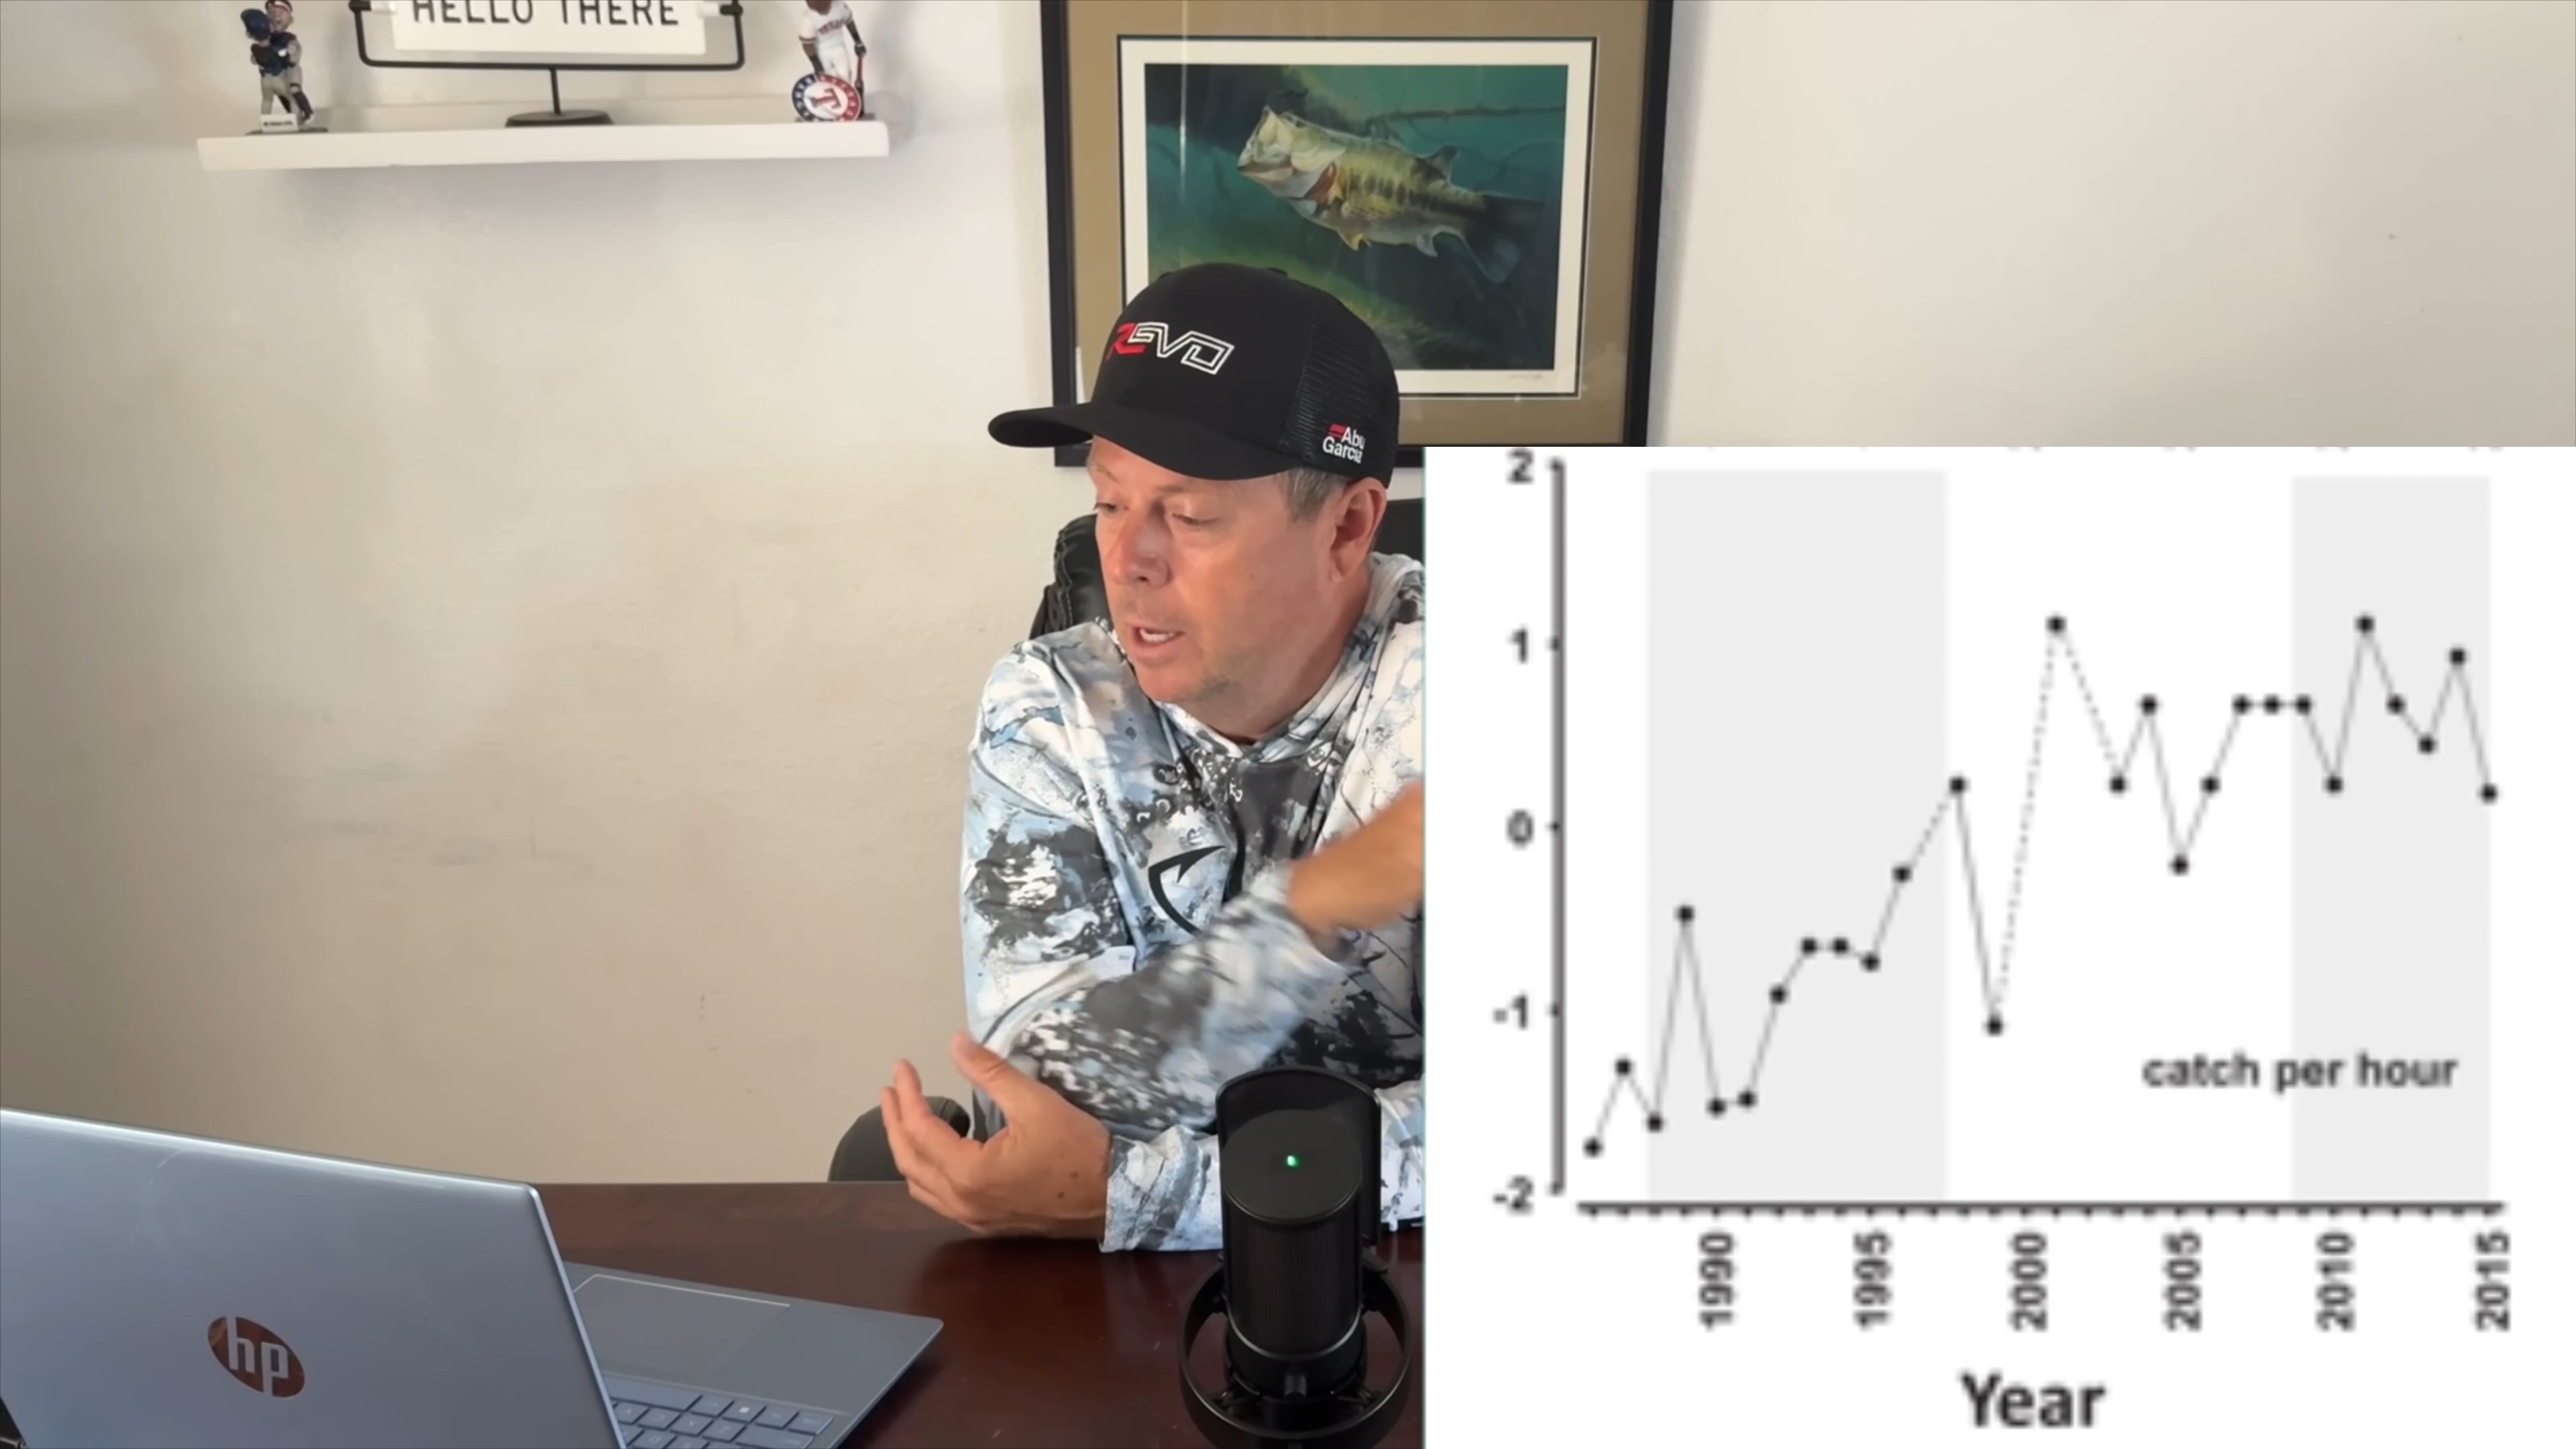 HELLO THERE
T
REVO
Abu
Garcia
hp
2
1
0
-1
-2
catch per hour
1990
1995
2000
2005
2010
2015
Year